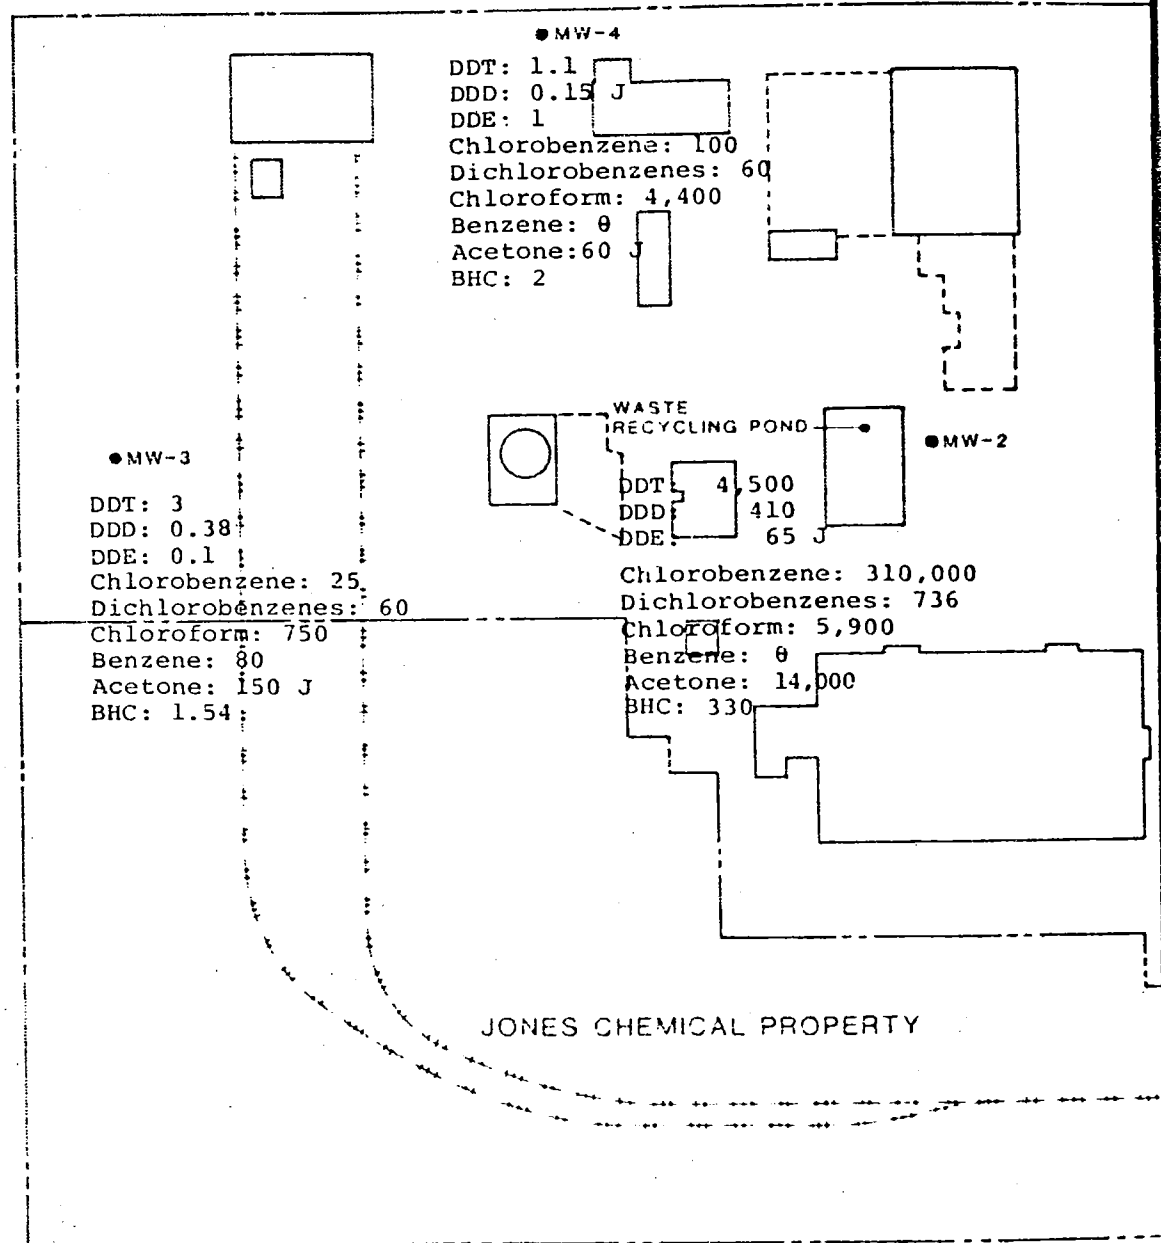 ●MW-4
DDT: 1.1
DDD: 0.15 J
DDE: 1
Chlorobenzene: 100
Dichlorobenzenes: 60
Chloroform: 4,400
Benzene: θ
Acetone:60 J
BHC: 2
WASTE
RECYCLING POND
●MW-2
●MW-3
DDT: 3
DDD: 0.38
DDE: 0.1
Chlorobenzene: 25
Dichlorobenzenes: 60
Chloroform: 750
Benzene: 80
Acetone: 150 J
BHC: 1.54
DDT: 4,500
DDD: 410
DDE: 65 J
Chlorobenzene: 310,000
Dichlorobenzenes: 736
Chloroform: 5,900
Benzene: θ
Acetone: 14,000
BHC: 330
JONES CHEMICAL PROPERTY